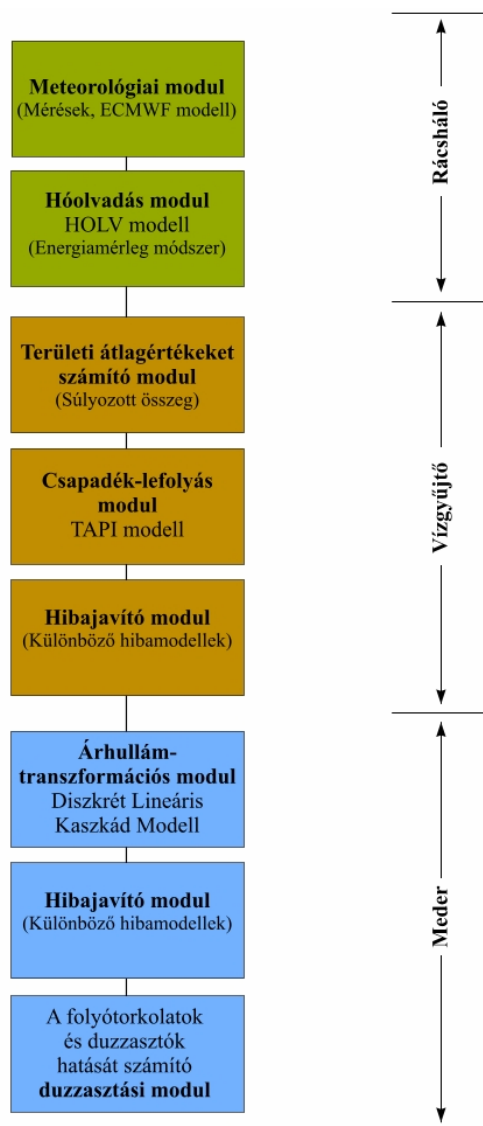 Meteorológiai modul
(Mérések, ECMWF modell)
Hóolvadás modul
HOLV modell
(Energiamérleg módszer)
Rácsháló
Területi átlagértékeket
számító modul
(Súlyozott összeg)
Csapadék-lefolyás
modul
TAPI modell
Hibajavító modul
(Különböző hibamodellek)
Vízgyűjtő
Árhullám-
transzformációs modul
Diszkrét Lineáris
Kaszkád Modell
Hibajavító modul
(Különböző hibamodellek)
A folyótorkolatok
és duzzasztók
hatását számító
duzzasztási modul
Meder